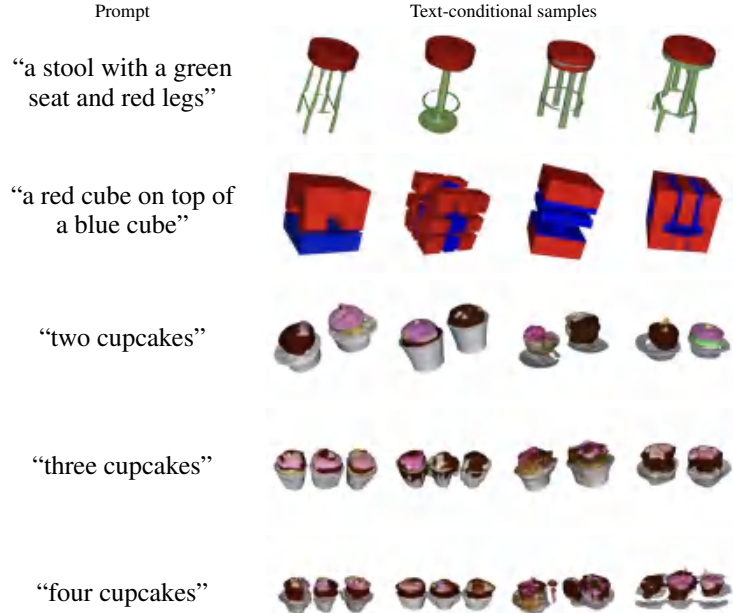 Prompt
Text-conditional samples
“a stool with a green
seat and red legs”
“a red cube on top of
a blue cube”
“two cupcakes”
“three cupcakes”
“four cupcakes”